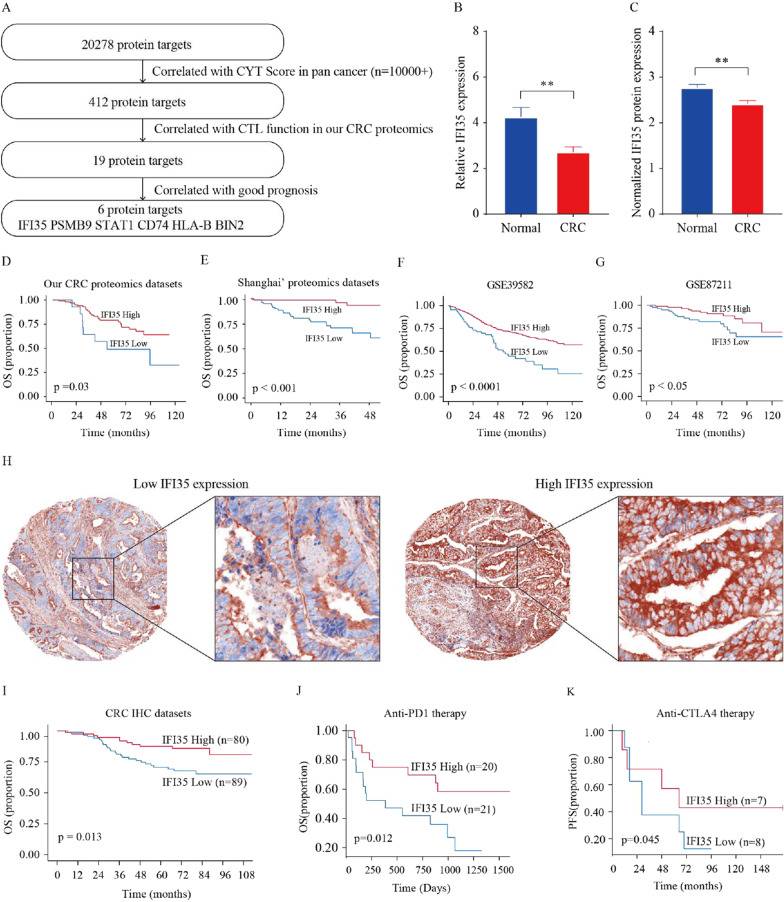 A
20278 protein targets
Correlated with CYT Score in pan cancer (n=10000+)
412 protein targets
Correlated with CTL function in our CRC proteomics
19 protein targets
Correlated with good prognosis
6 protein targets
IFI35 PSMB9 STAT1 CD74 HLA-B BIN2
B
Relative IFI35 expression
8
6
4
2
0
**
Normal
CRC
C
Normalized IFI35 protein expression
4
3
2
1
0
**
Normal
CRC
D
Our CRC proteomics datasets
OS (proportion)
1.00
0.75
0.50
0.25
0.00
IFI35 High
IFI35 Low
p =0.03
0 24 48 72 96 120
Time (months)
E
Shanghai' proteomics datasets
OS (proportion)
1.00
0.75
0.50
0.25
0.00
IFI35 High
IFI35 Low
p < 0.001
0 12 24 36 48
Time (months)
F
GSE39582
OS (proportion)
1.00
0.75
0.50
0.25
0.00
IFI35 High
IFI35 Low
p < 0.0001
0 24 48 72 96 120
Time (months)
G
GSE87211
OS (proportion)
1.00
0.75
0.50
0.25
0.00
IFI35 High
IFI35 Low
p < 0.05
0 24 48 72 96 120
Time (months)
H
Low IFI35 expression
High IFI35 expression
I
CRC IHC datasets
OS (proportion)
1.00
0.75
0.50
0.25
0.00
IFI35 High (n=80)
IFI35 Low (n=89)
p = 0.013
0 12 24 36 48 60 72 84 96 108
Time (months)
J
Anti-PD1 therapy
OS(proportion)
1.00
0.80
0.60
0.40
0.20
IFI35 High (n=20)
IFI35 Low (n=21)
p=0.012
0 250 500 750 1000 1500
Time (Days)
K
Anti-CTLA4 therapy
PFS(proportion)
1.00
0.80
0.60
0.40
0.20
IFI35 High (n=7)
IFI35 Low (n=8)
p=0.045
0 24 48 72 96 120 148
Time (months)